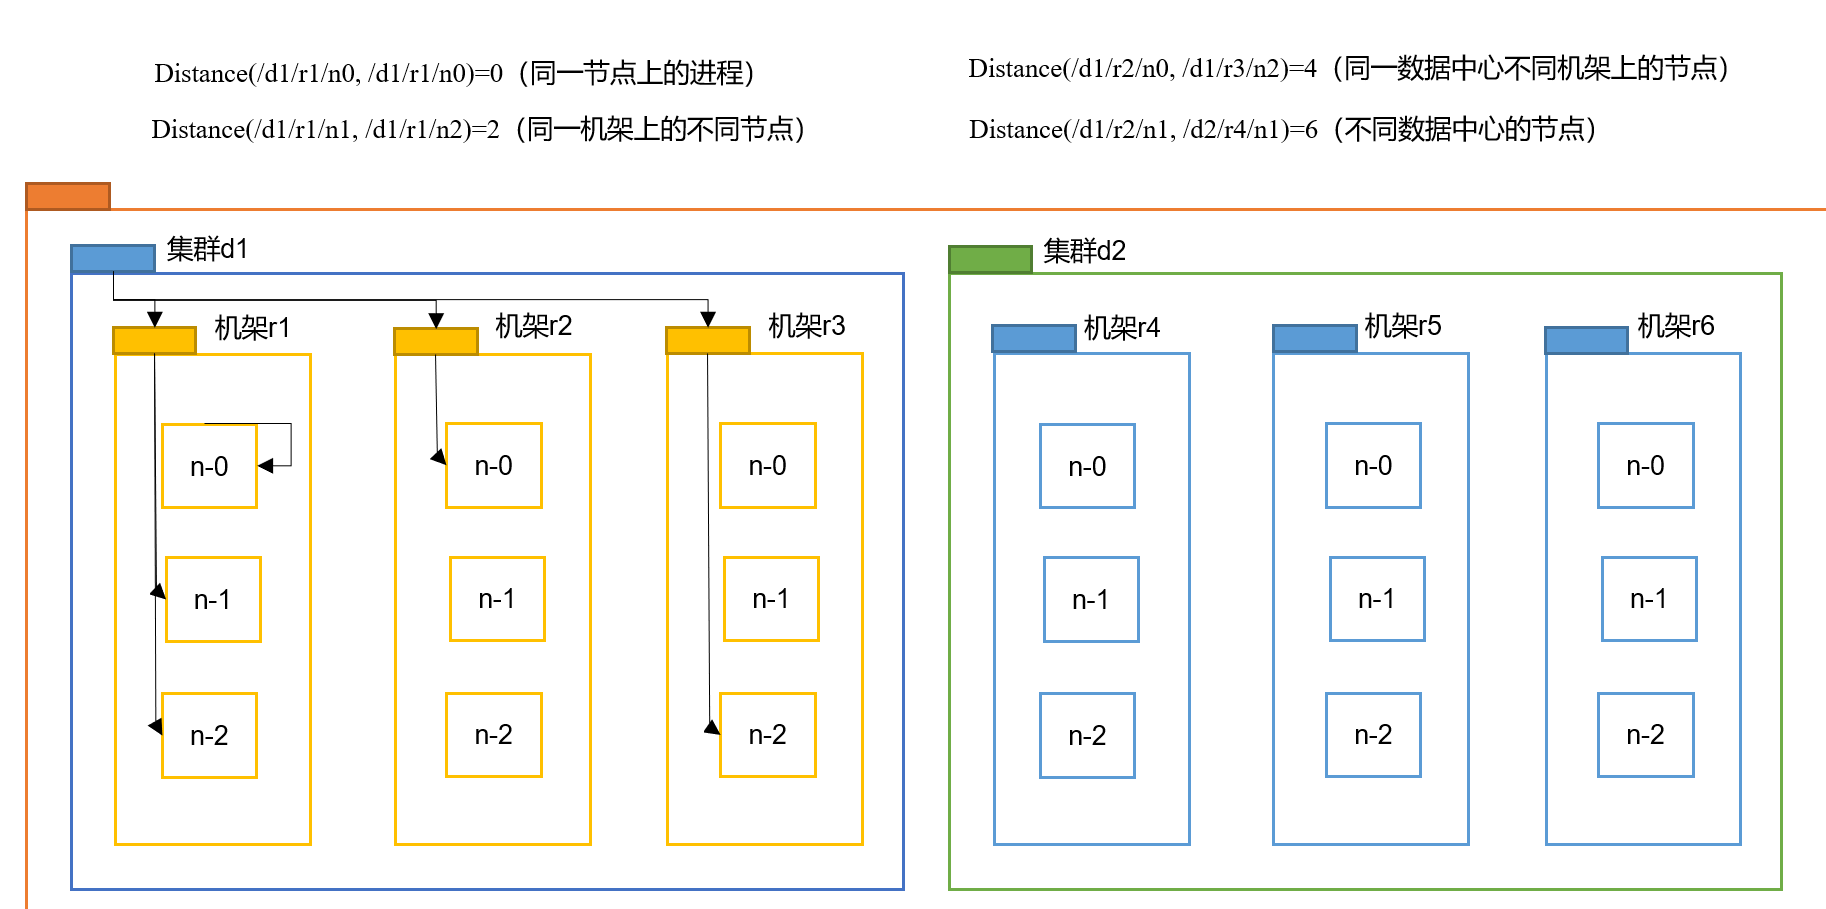 Distance(/d1/r1/n0, /d1/r1/n0)=0（同一节点上的进程）
Distance(/d1/r2/n0, /d1/r3/n2)=4（同一数据中心不同机架上的节点）
Distance(/d1/r1/n1, /d1/r1/n2)=2（同一机架上的不同节点）
Distance(/d1/r2/n1, /d2/r4/n1)=6（不同数据中心的节点）
集群d1
集群d2
机架r1
机架r2
机架r3
机架r4
机架r5
机架r6
n-0
n-0
n-0
n-0
n-0
n-0
n-1
n-1
n-1
n-1
n-1
n-1
n-2
n-2
n-2
n-2
n-2
n-2